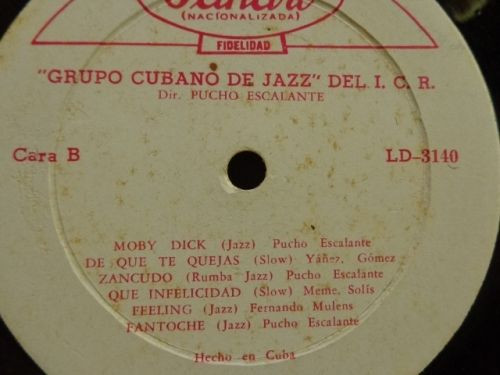 (NACIONALIZADA)
FIDELIDAD
"GRUPO CUBANO DE JAZZ" DEL I. C. R.
Dir. PUCHO ESCALANTE
Cara B
LD-3140
MOBY DICK (Jazz) Pucho Escalante
DE QUE TE QUEJAS (Slow) Yáñez, Gómez
ZANCUDO (Rumba Jazz) Pucho Escalante
QUE INFELICIDAD (Slow) Meme, Solís
FEELING (Jazz) Fernando Mulens
FANTOCHE (Jazz) Pucho Escalante
Hecho en Cuba